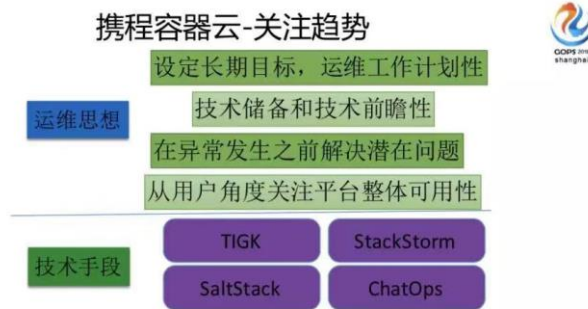 携程容器云-关注趋势
GOPS 2019
shanghai
设定长期目标，运维工作计划性
运维思想
技术储备和技术前瞻性
在异常发生之前解决潜在问题
从用户角度关注平台整体可用性
技术手段
TIGK
StackStorm
SaltStack
ChatOps